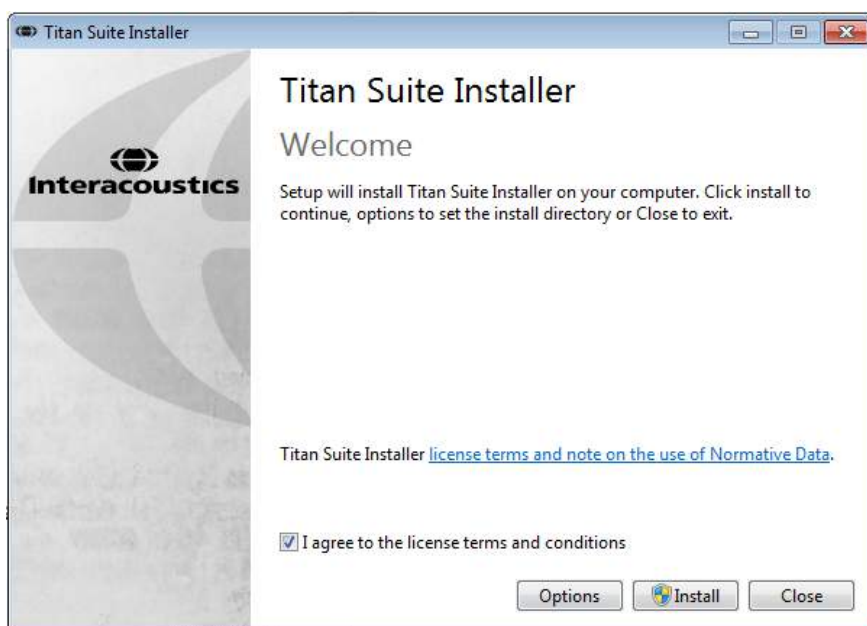 Titan Suite Installer
Titan Suite Installer
Welcome
Interacoustics
Setup will install Titan Suite Installer on your computer. Click install to
continue, options to set the install directory or Close to exit.
Titan Suite Installer license terms and note on the use of Normative Data.
I agree to the license terms and conditions
Options
Install
Close